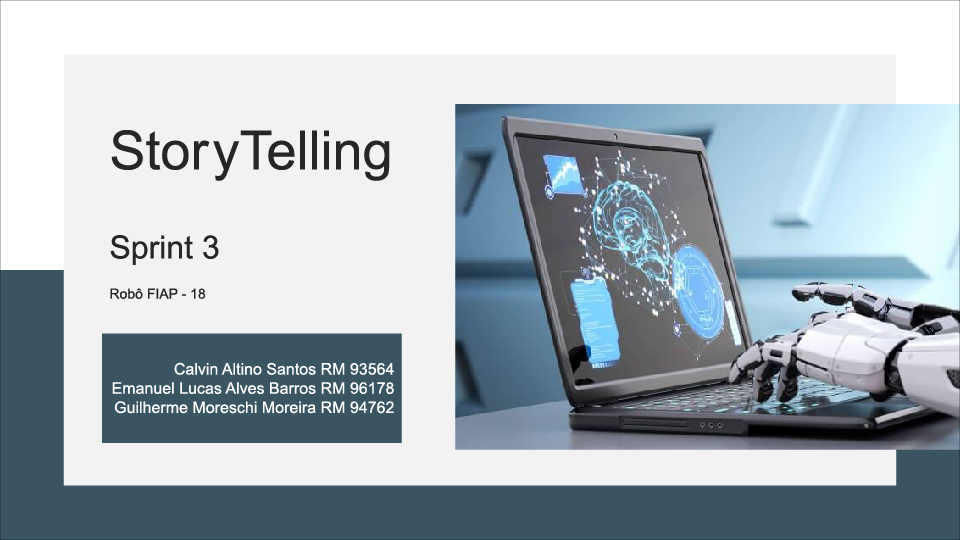 StoryTelling
Sprint 3
Robô FIAP - 18
Calvin Altino Santos RM 93564
Emanuel Lucas Alves Barros RM 96178
Guilherme Moreschi Moreira RM 94762